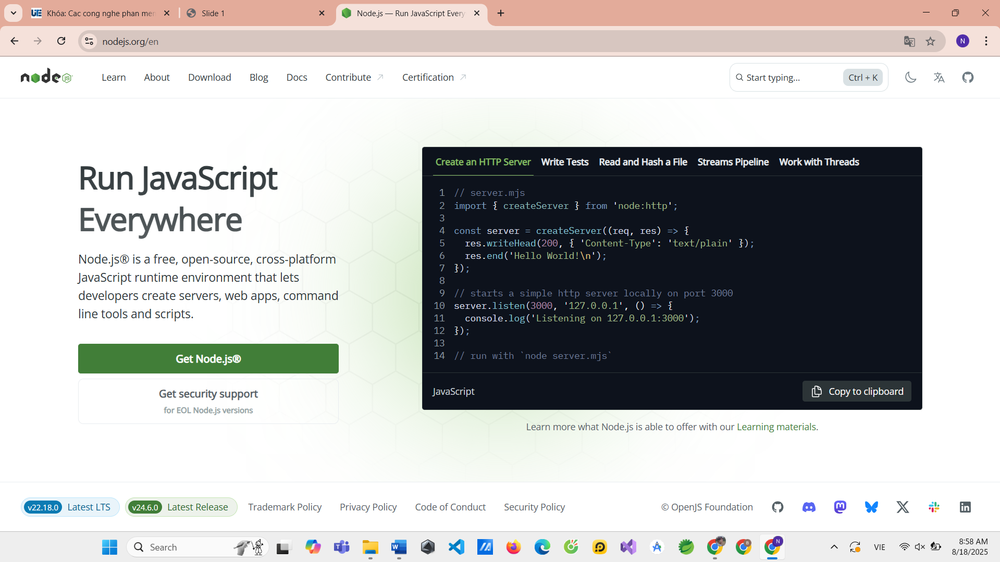 Khóa: Cac cong nghe phan men
Slide 1
Node.js — Run JavaScript Every
nodejs.org/en
N
node JS
Learn
About
Download
Blog
Docs
Contribute
Certification
Start typing...
Ctrl + K
Run JavaScript
Everywhere
Node.js® is a free, open-source, cross-platform
JavaScript runtime environment that lets
developers create servers, web apps, command
line tools and scripts.
Get Node.js®
Get security support
for EOL Node.js versions
Create an HTTP Server
Write Tests
Read and Hash a File
Streams Pipeline
Work with Threads
1 // server.mjs
2 import { createServer } from 'node:http';
3
4 const server = createServer((req, res) => {
5   res.writeHead(200, { 'Content-Type': 'text/plain' });
6   res.end('Hello World!\n');
7 });
8
9 // starts a simple http server locally on port 3000
10 server.listen(3000, '127.0.0.1', () => {
11   console.log('Listening on 127.0.0.1:3000');
12 });
13
14 // run with `node server.mjs`
JavaScript
Copy to clipboard
Learn more what Node.js is able to offer with our Learning materials.
v22.18.0 Latest LTS
v24.6.0 Latest Release
Trademark Policy
Privacy Policy
Code of Conduct
Security Policy
© OpenJS Foundation
Search
VIE
8:58 AM
8/18/2025